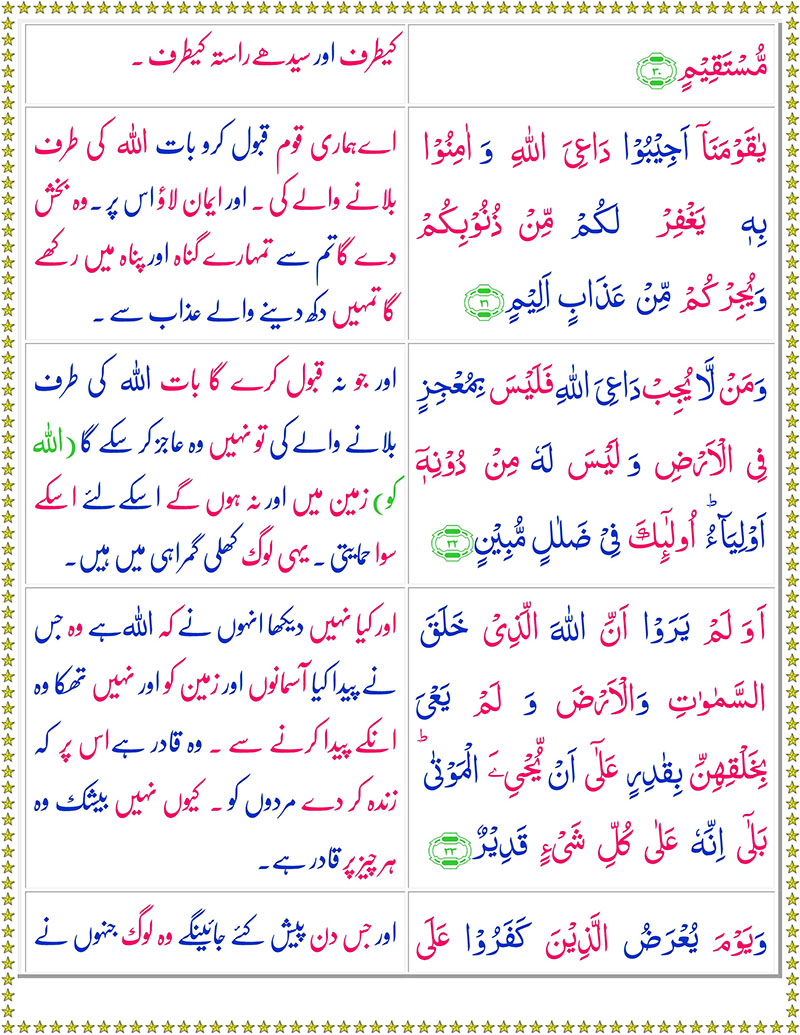 مُّسْتَقِیْمٍ ۳۰
کیطرف اور سیدھے راستہ کیطرف ۔
یٰقَوْمَنَاۤ اَجِیْبُوْا دَاعِیَ اللّٰهِ وَ اٰمِنُوْا
بِهٖ یَغْفِرْ لَكُمْ مِّنْ ذُنُوْبِكُمْ
وَیُجِرْكُمْ مِّنْ عَذَابٍ اَلِیْمٍ ۳۱
اے ہماری قوم قبول کرو بات اللہ کی طرف
بلانے والے کی ۔ اور ایمان لاؤ اس پر ۔ وہ بخش
دے گا تم سے تمہارے گناہ اور پناہ میں رکھے
گا تمہیں دکھ دینے والے عذاب سے ۔
وَمَنْ لَّا یُجِبْ دَاعِیَ اللّٰهِ فَلَیْسَ بِمُعْجِزٍ
فِی الْاَرْضِ وَ لَیْسَ لَهٗ مِنْ دُوْنِهٖۤ
اَوْلِیَآءُ ؕ اُولٰٓىِٕكَ فِیْ ضَلٰلٍ مُّبِیْنٍ ۳۲
اور جو نہ قبول کرے گا بات اللہ کی طرف
بلانے والے کی تو نہیں وہ عاجز کر سکے گا (اللہ
کو) زمین میں اور نہ ہوں گے اسکے لئے اسکے
سوا حمایتی ۔ یہی لوگ کھلی گمراہی میں ہیں۔
اَوَ لَمْ یَرَوْا اَنَّ اللّٰهَ الَّذِیْ خَلَقَ
السَّمٰوٰتِ وَالْاَرْضَ وَ لَمْ یَعْیَ
بِخَلْقِهِنَّ بِقٰدِرٍ عَلٰۤی اَنْ یُّحْیِۦَ الْمَوْتٰی ؕ
بَلٰۤی اِنَّهٗ عَلٰی كُلِّ شَیْءٍ قَدِیْرٌ ۳۳
اور کیا نہیں دیکھا انہوں نے کہ اللہ ہے وہ جس
نے پیدا کیا آسمانوں اور زمین کو اور نہیں تھکا وہ
انکے پیدا کرنے سے ۔ وہ قادر ہے اس پر کہ
زندہ کر دے مردوں کو ۔ کیوں نہیں بیشک وہ
ہر چیز پر قادر ہے۔
وَیَوْمَ یُعْرَضُ الَّذِیْنَ كَفَرُوْا عَلَی
اور جس دن پیش کئے جائینگے وہ لوگ جنہوں نے